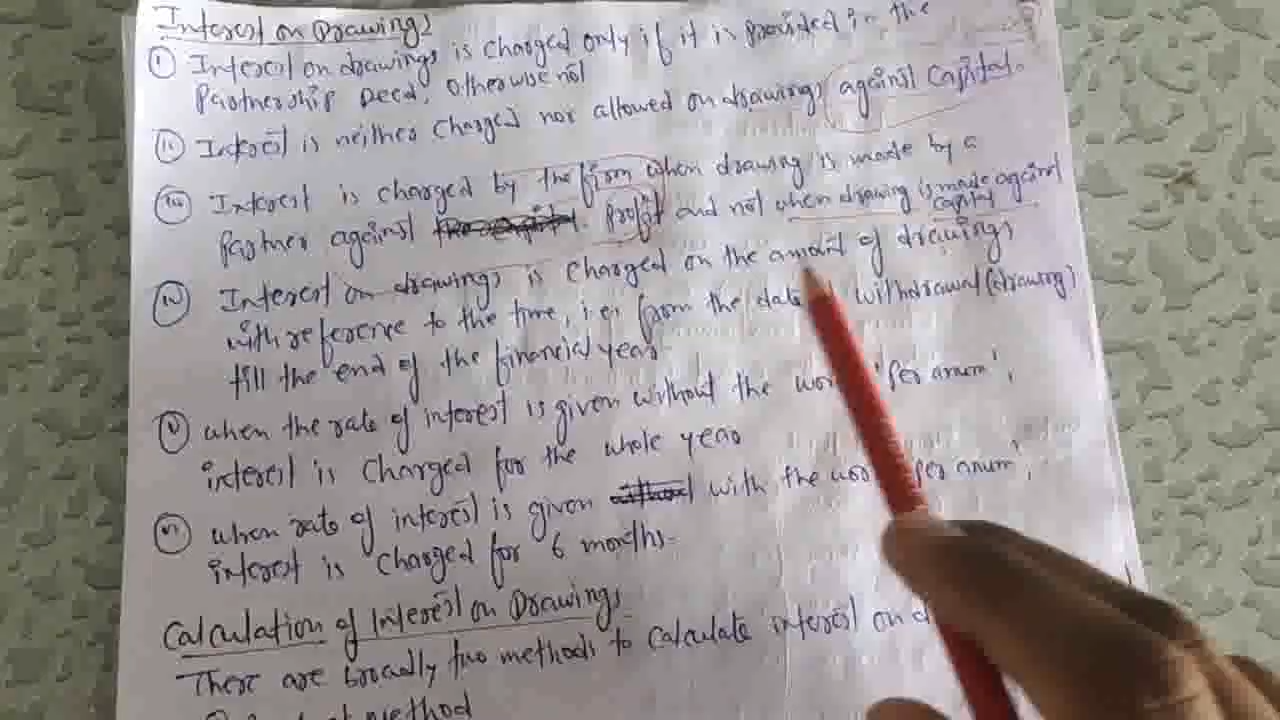 Interest on Drawings
(i) Interest on drawings is charged only if it is provided in the
Partnership Deed, otherwise not
(ii) Interest is neither charged nor allowed on drawings against capital.
(iii) Interest is charged by the firm when drawing is made by a
Partner against profit and not when drawing is made against
capital
(iv) Interest on drawings is charged on the amount of drawings
with reference to the time, i.e. from the date withdrawal (drawing)
till the end of the financial year
(v) when the rate of interest is given without the word 'Per anum',
interest is charged for the whole year
(vi) when rate of interest is given with the word 'per anum',
interest is charged for 6 months.
Calculation of Interest on Drawings
There are broadly two methods to calculate interest on
method